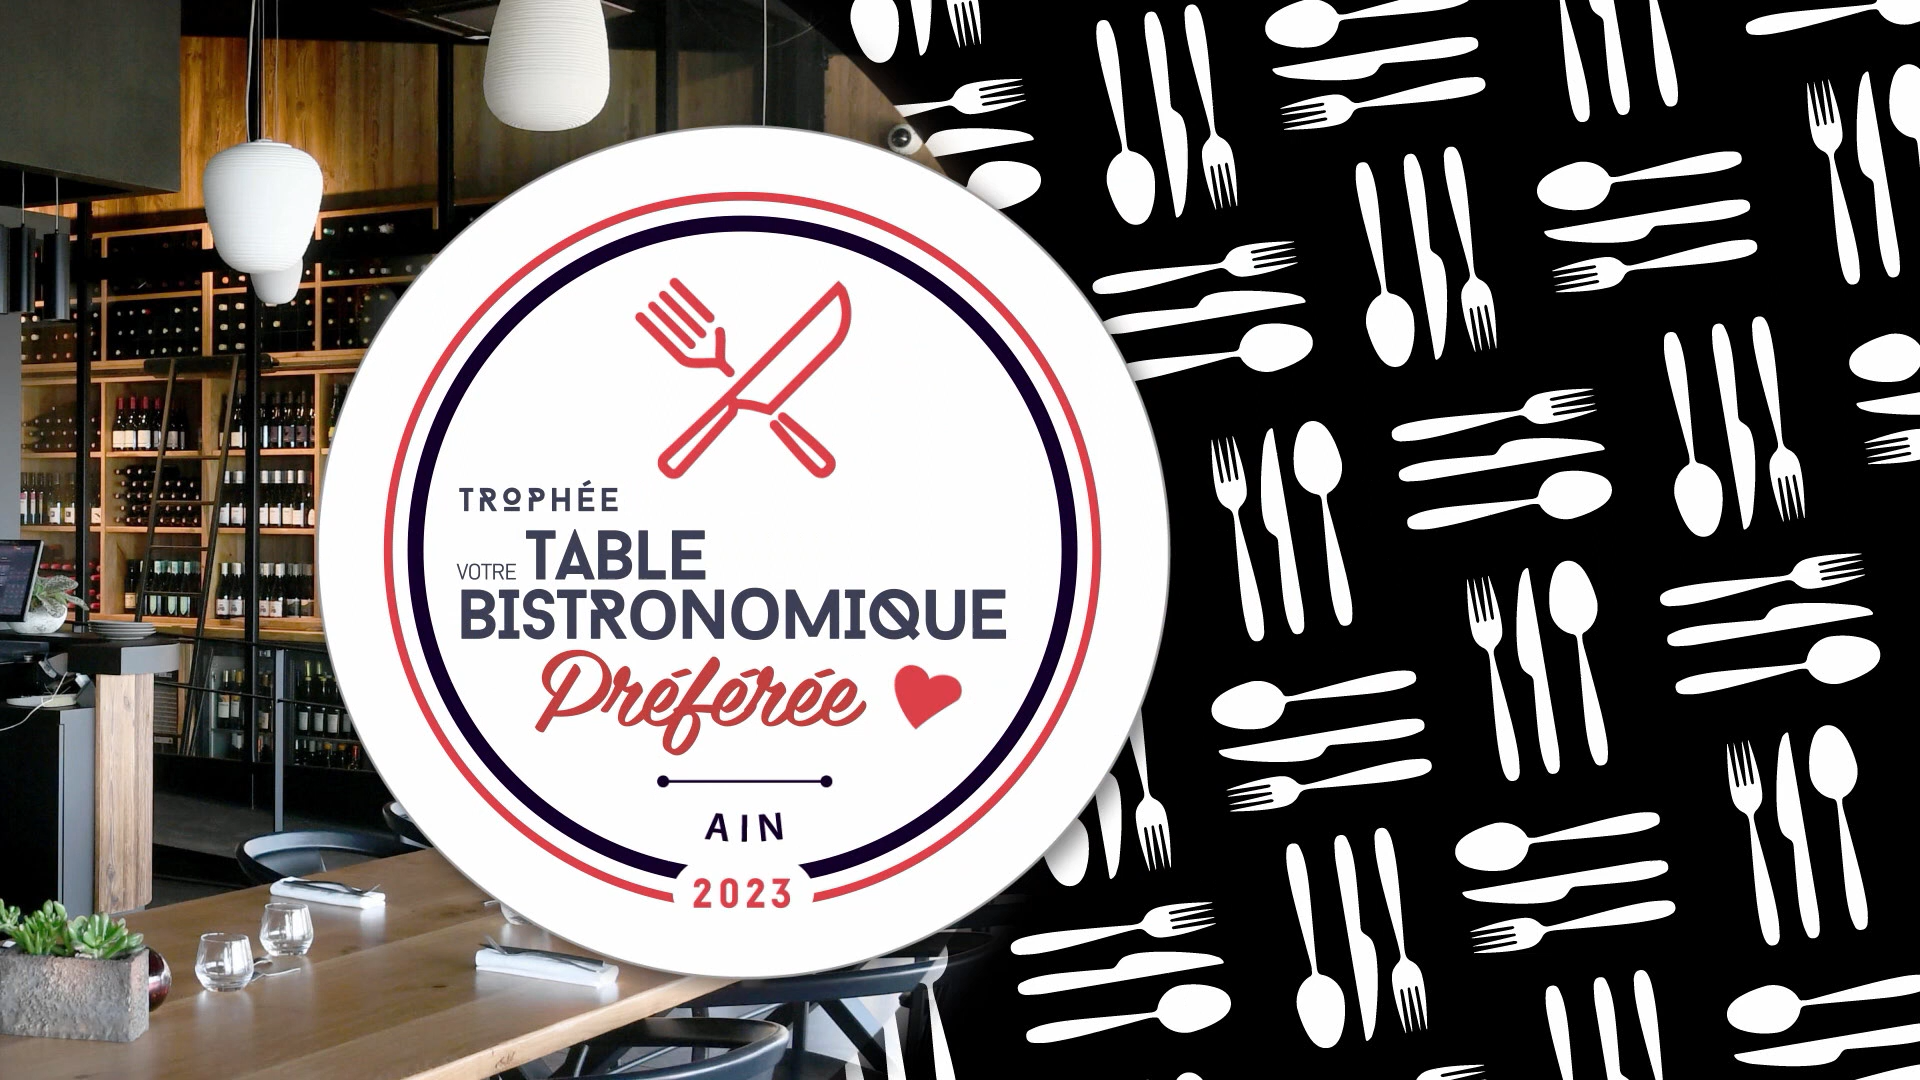 TROPHÉE
VOTRE TABLE
BISTRONOMIQUE
Préférée
AIN
2023